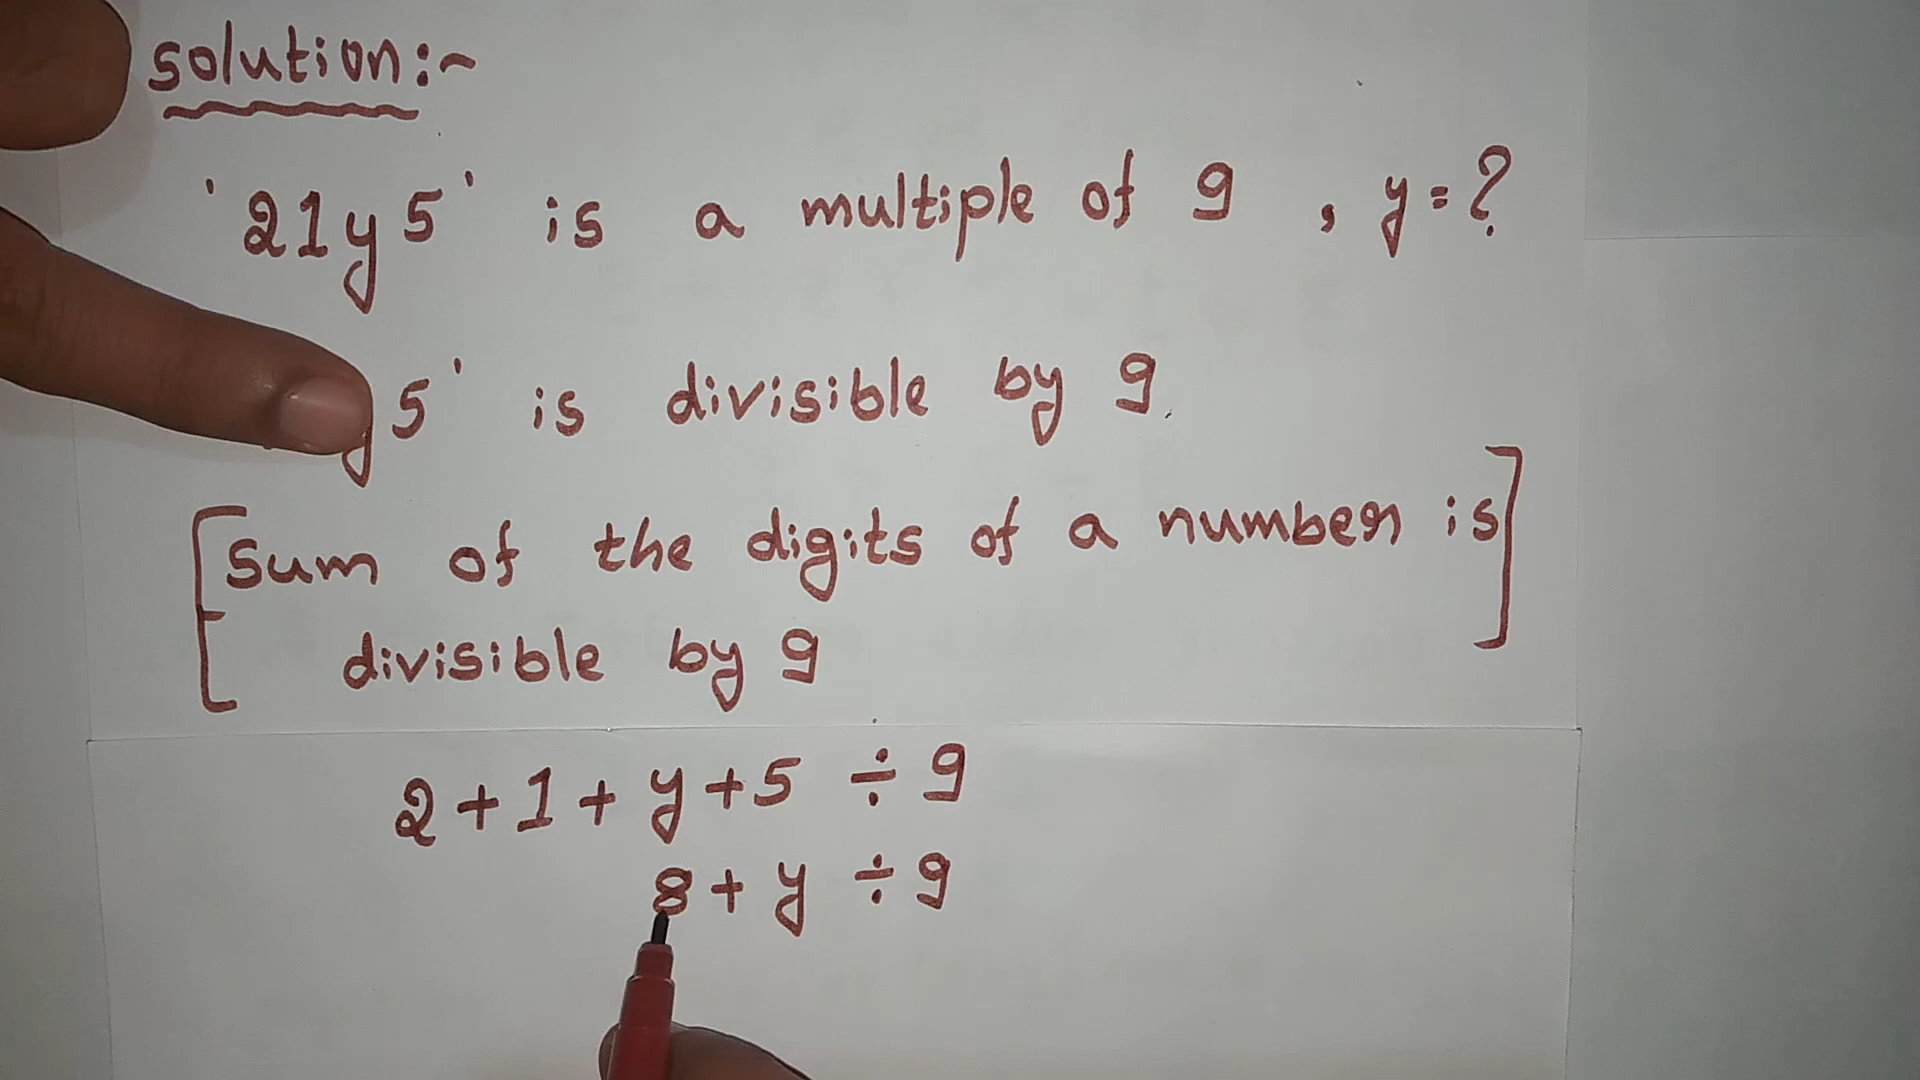 solution:~
'21y5' is a multiple of 9 , y=?
y5' is divisible by 9.
[Sum of the digits of a number is
divisible by 9]
2+1+y+5 ÷9
8+y ÷9